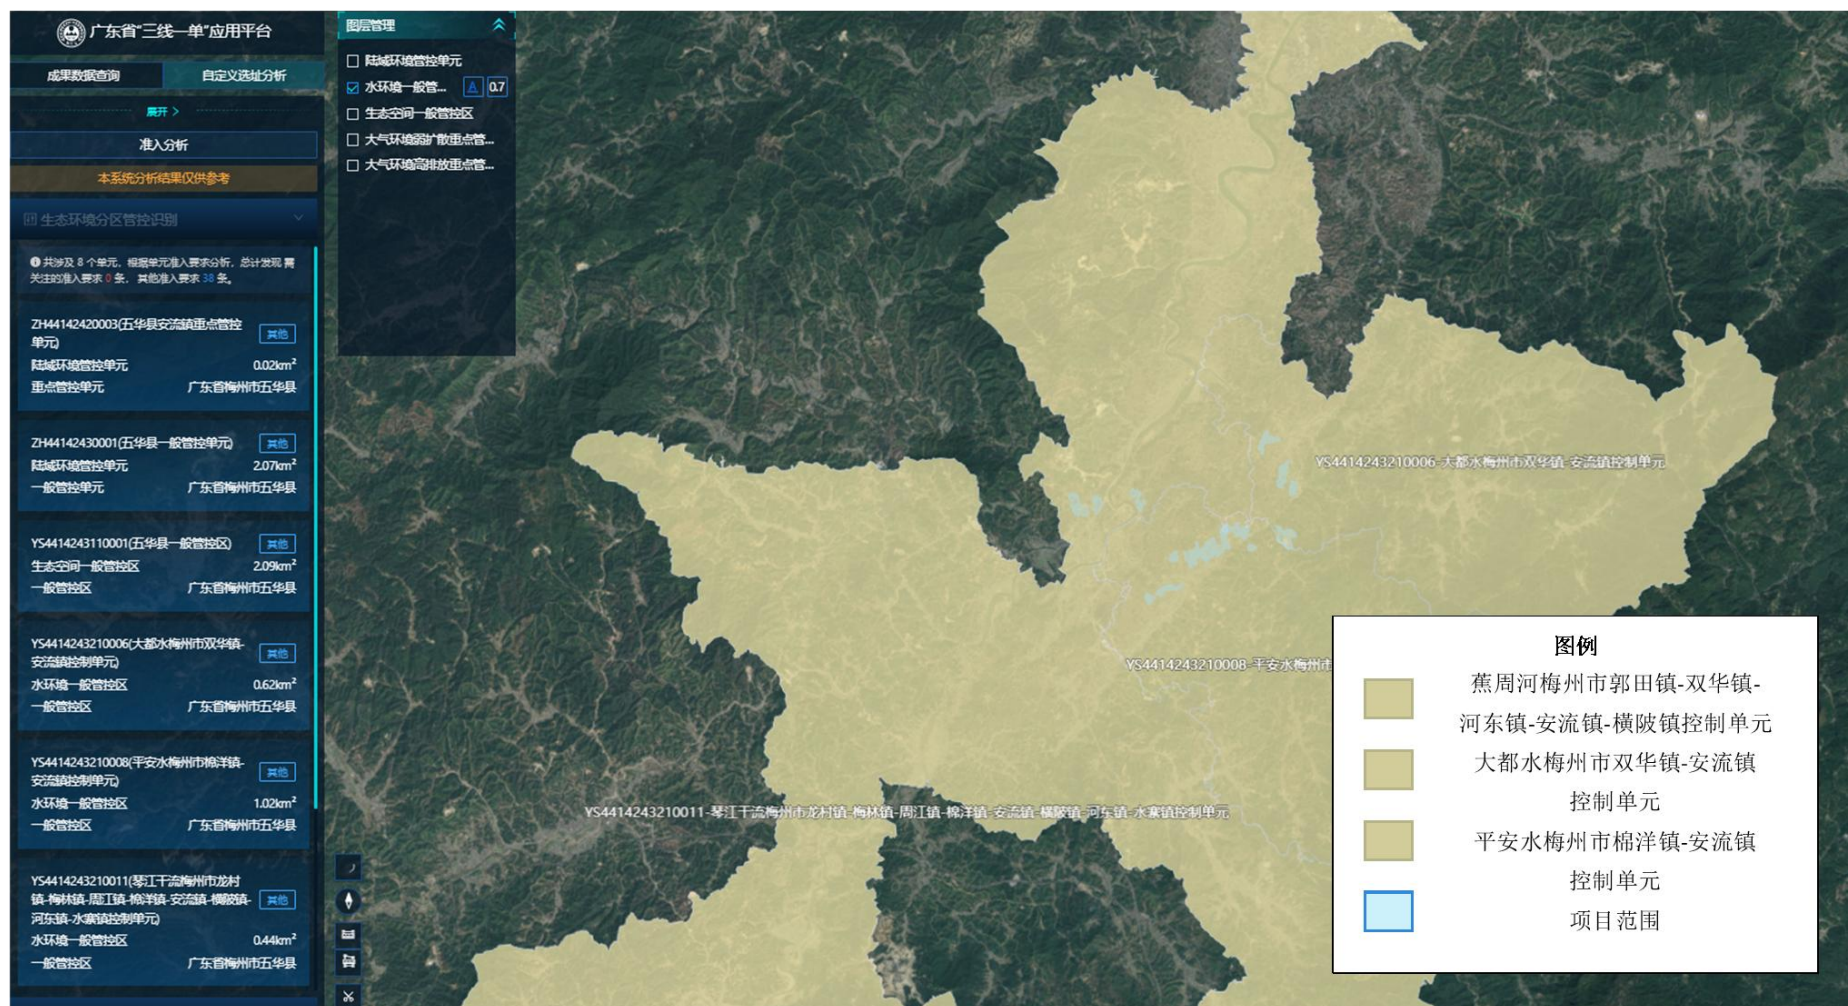 广东省"三线一单"应用平台
成果数据查询 自定义选址分析
展开 >
准入分析
本系统分析结果仅供参考
生态环境分区管控识别
共涉及 8 个单元，根据单元准入要求分析，总计发现 需
关注的准入要求 0 条， 其他准入要求 38 条。
ZH44142420003(五华县安流镇重点管控
单元)
其他
陆域环境管控单元 0.02km²
重点管控单元 广东省梅州市五华县
ZH44142430001(五华县一般管控单元) 其他
陆域环境管控单元 2.07km²
一般管控单元 广东省梅州市五华县
YS4414243110001(五华县一般管控区) 其他
生态空间一般管控区 2.09km²
一般管控区 广东省梅州市五华县
YS4414243210006(大都水梅州市双华镇-
安流镇控制单元)
其他
水环境一般管控区 0.62km²
一般管控区 广东省梅州市五华县
YS4414243210008(平安水梅州市棉洋镇-
安流镇控制单元)
其他
水环境一般管控区 1.02km²
一般管控区 广东省梅州市五华县
YS4414243210011(琴江干流梅州市龙村
镇-梅林镇-周江镇-棉洋镇-安流镇-横陂镇-
河东镇-水寨镇控制单元)
其他
水环境一般管控区 0.44km²
一般管控区 广东省梅州市五华县
图层管理
陆域环境管控单元
水环境一般管... A 0.7
生态空间一般管控区
大气环境弱扩散重点管...
大气环境高排放重点管...
YS4414243210006-大都水梅州市双华镇-安流镇控制单元
YS4414243210008-平安水梅州市
YS4414243210011-琴江干流梅州市龙村镇-梅林镇-周江镇-棉洋镇-安流镇-横陂镇-河东镇-水寨镇控制单元
图例
蕉周河梅州市郭田镇-双华镇-
河东镇-安流镇-横陂镇控制单元
大都水梅州市双华镇-安流镇
控制单元
平安水梅州市棉洋镇-安流镇
控制单元
项目范围